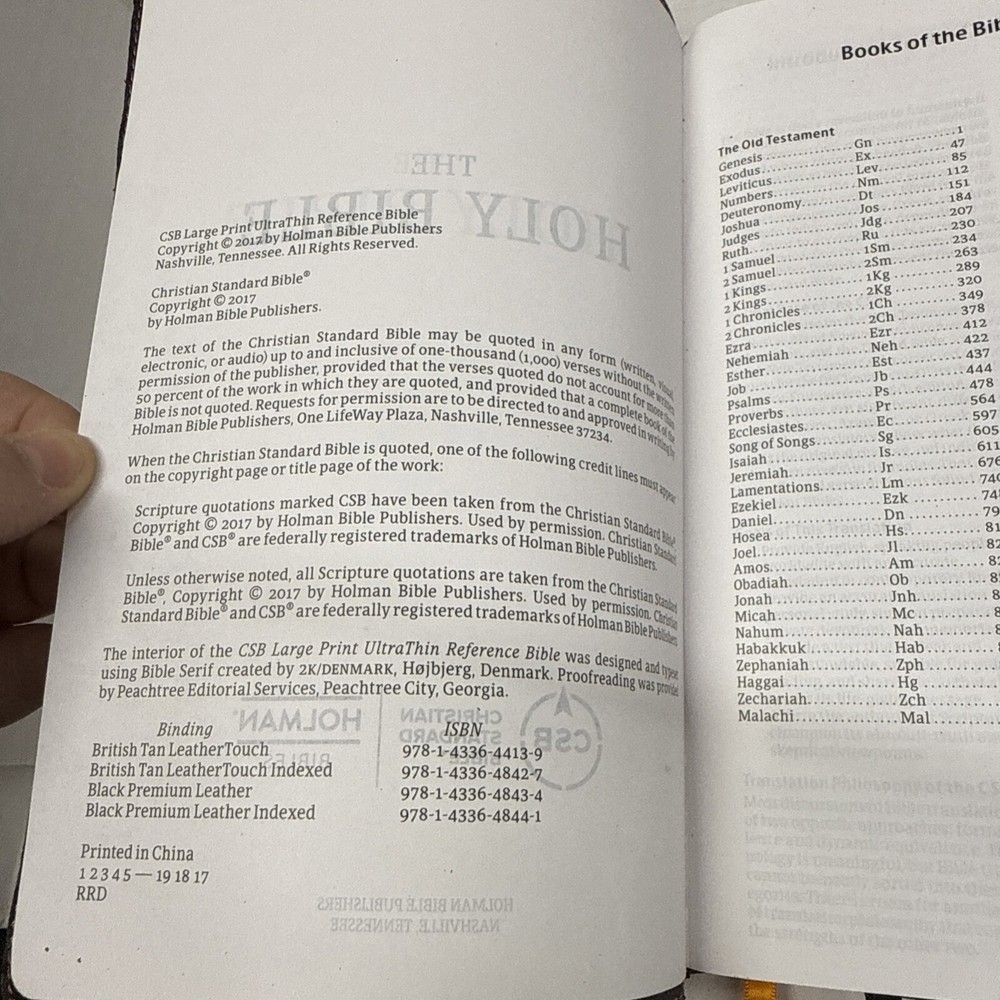 CSB Large Print UltraThin Reference Bible
Copyright © 2017 by Holman Bible Publishers
Nashville, Tennessee. All Rights Reserved.
Christian Standard Bible®
Copyright © 2017
by Holman Bible Publishers.
The text of the Christian Standard Bible may be quoted in any form (written, visual,
electronic, or audio) up to and inclusive of one-thousand (1,000) verses without the written
permission of the publisher, provided that the verses quoted do not account for more than
50 percent of the work in which they are quoted, and provided that a complete book of the
Bible is not quoted. Requests for permission are to be directed to and approved in writing by
Holman Bible Publishers, One LifeWay Plaza, Nashville, Tennessee 37234.
When the Christian Standard Bible is quoted, one of the following credit lines must appear
on the copyright page or title page of the work:
Scripture quotations marked CSB have been taken from the Christian Standard Bible®,
Copyright © 2017 by Holman Bible Publishers. Used by permission. Christian Standard
Bible® and CSB® are federally registered trademarks of Holman Bible Publishers.
Unless otherwise noted, all Scripture quotations are taken from the Christian Standard
Bible®, Copyright © 2017 by Holman Bible Publishers. Used by permission. Christian
Standard Bible® and CSB® are federally registered trademarks of Holman Bible Publishers.
The interior of the CSB Large Print UltraThin Reference Bible was designed and typeset
using Bible Serif created by 2K/DENMARK, Højbjerg, Denmark. Proofreading was provided
by Peachtree Editorial Services, Peachtree City, Georgia.
Binding ISBN
British Tan LeatherTouch 978-1-4336-4413-9
British Tan LeatherTouch Indexed 978-1-4336-4842-7
Black Premium Leather 978-1-4336-4843-4
Black Premium Leather Indexed 978-1-4336-4844-1
Printed in China
1 2 3 4 5 — 19 18 17
RRD
Books of the
The Old Testament
Genesis Gn 1
Exodus Ex 47
Leviticus Lev 85
Numbers Nm. 112
Deuteronomy Dt 151
Joshua Jos 184
Judges Jdg 207
Ruth Ru 230
1 Samuel 1Sm 234
2 Samuel 2Sm 263
1 Kings 1Kg 289
2 Kings 2Kg 320
1 Chronicles 1Ch 349
2 Chronicles 2Ch 378
Ezra Ezr 412
Nehemiah Neh 422
Esther Est 437
Job Jb 444
Psalms Ps 478
Proverbs Pr 564
Ecclesiastes Ec 597
Song of Songs Sg 605
Isaiah Is 611
Jeremiah Jr 676
Lamentations Lm
Ezekiel Ezk
Daniel Dn
Hosea Hs
Joel Jl
Amos Am
Obadiah Ob
Jonah Jnh
Micah Mc
Nahum Nah
Habakkuk Hab
Zephaniah Zph
Haggai Hg
Zechariah Zch
Malachi Mal